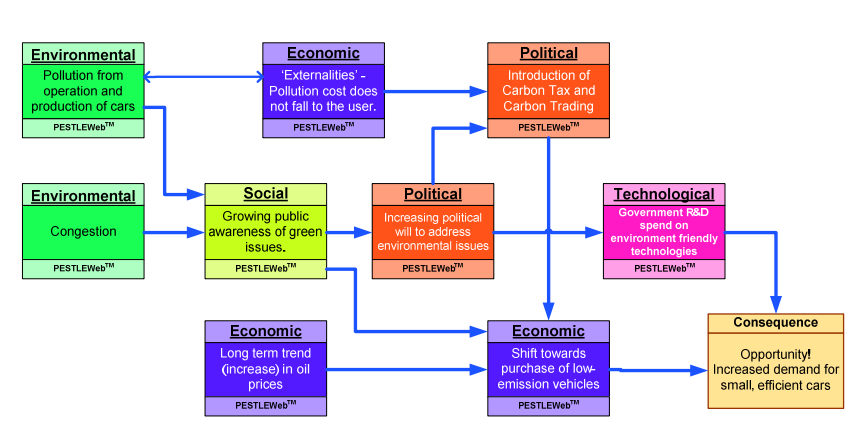 Environmental
Pollution from
operation and
production of cars
PESTLEWeb™
Economic
‘Externalities’ -
Pollution cost does
not fall to the user.
PESTLEWeb™
Political
Introduction of
Carbon Tax and
Carbon Trading
PESTLEWeb™
Environmental
Congestion
PESTLEWeb™
Social
Growing public
awareness of green
issues.
PESTLEWeb™
Political
Increasing political
will to address
environmental issues
PESTLEWeb™
Technological
Government R&D
spend on
environment friendly
technologies
PESTLEWeb™
Economic
Long term trend
(increase) in oil
prices
PESTLEWeb™
Economic
Shift towards
purchase of low-
emission vehicles
PESTLEWeb™
Consequence
Opportunity!
Increased demand for
small, efficient cars